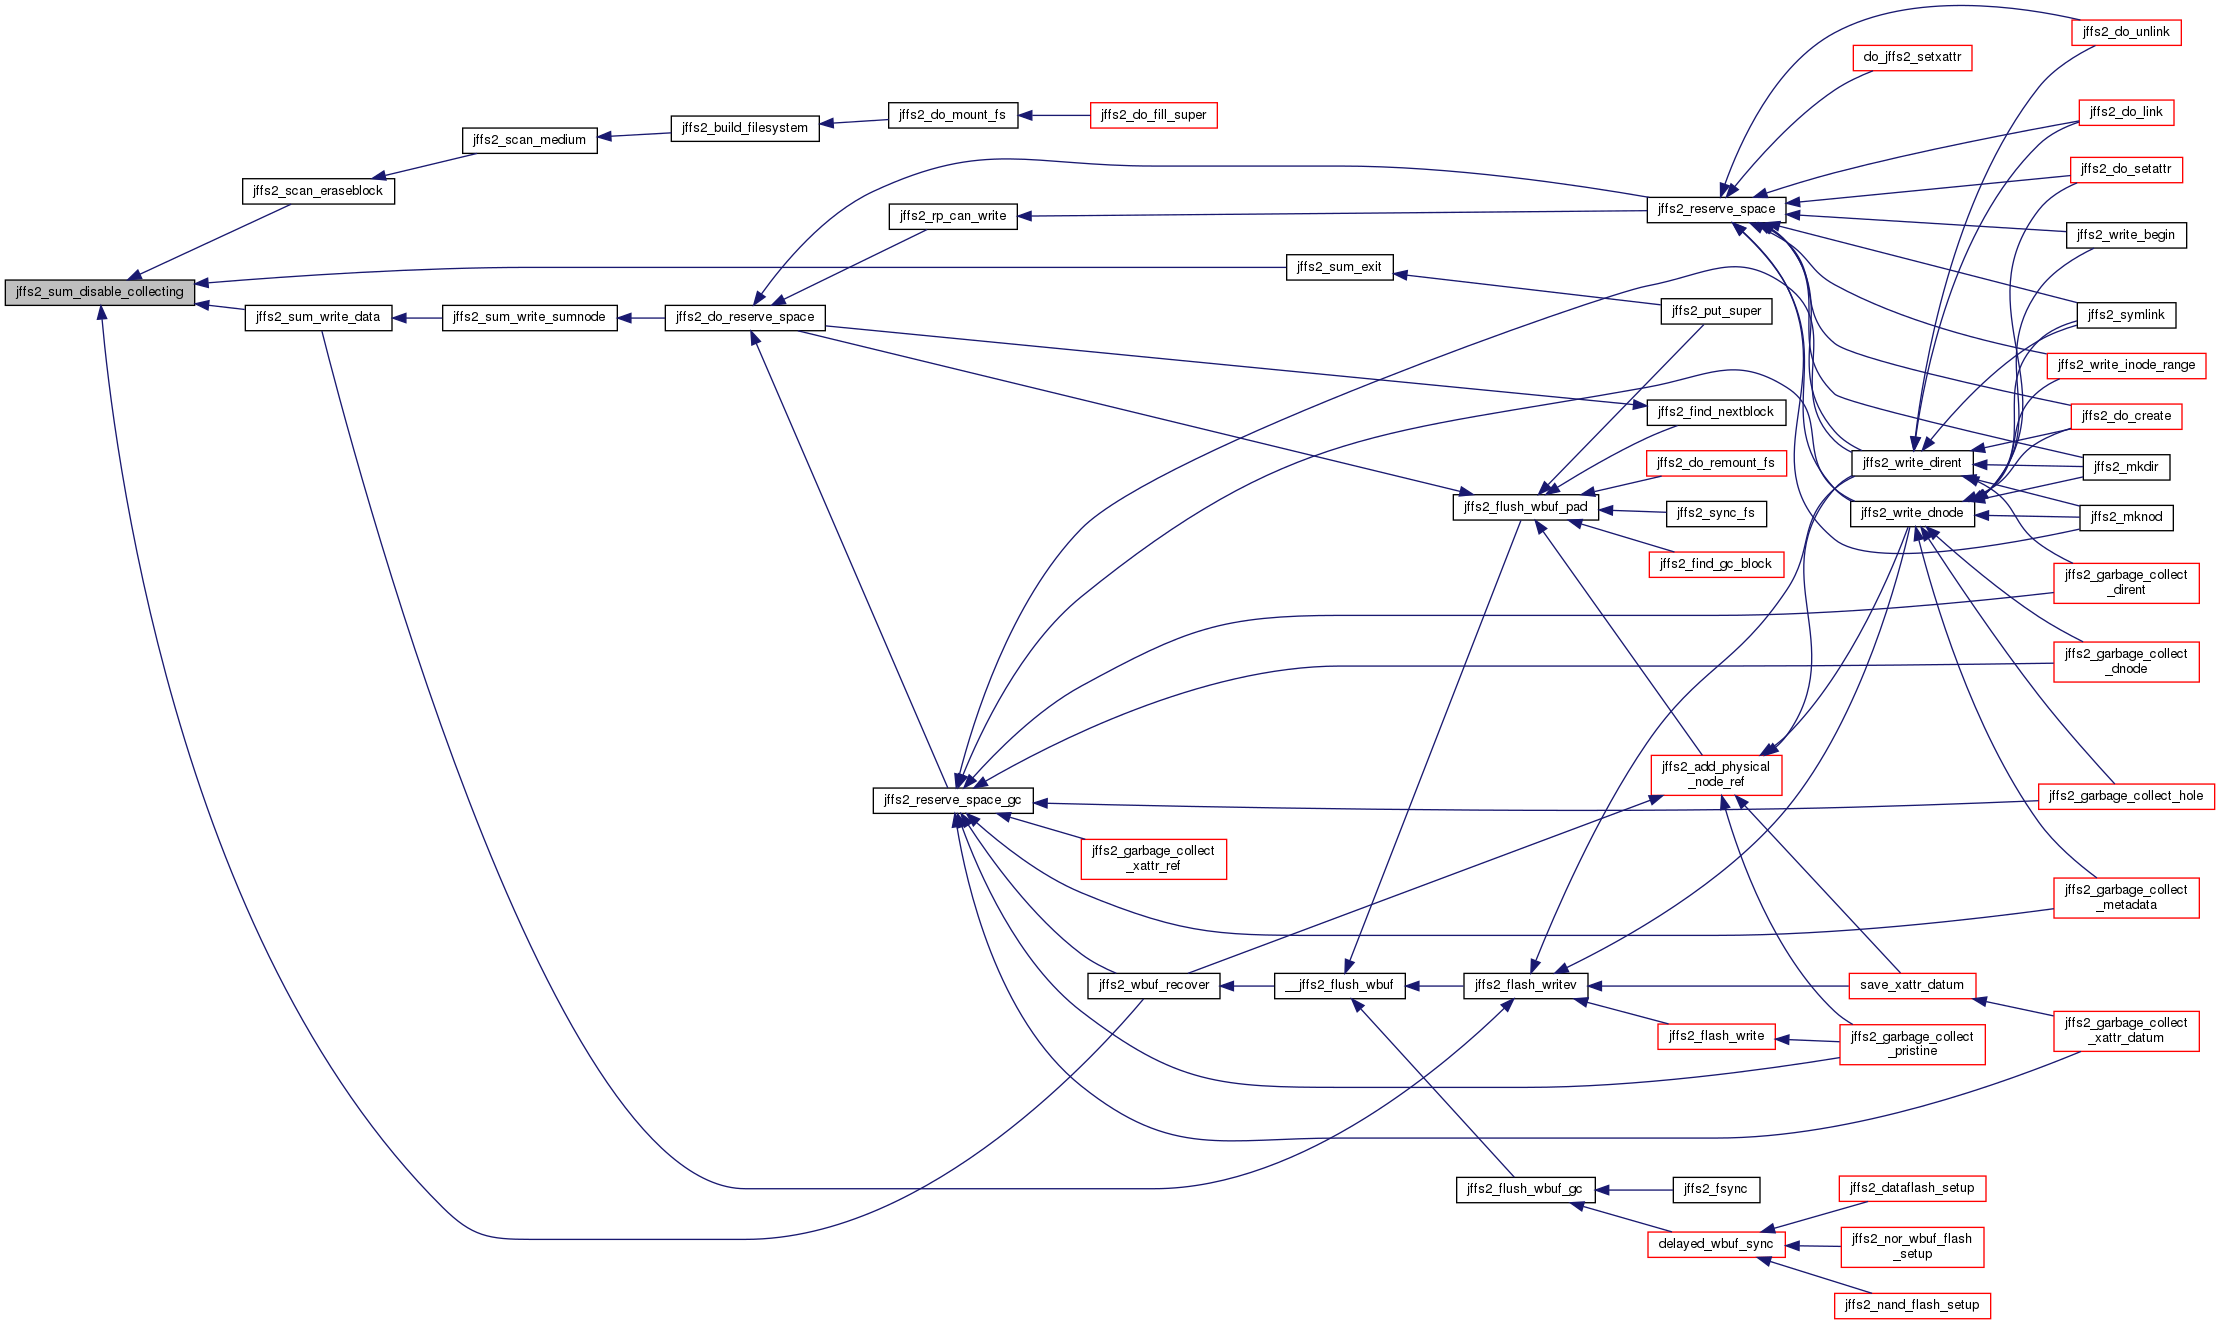 jffs2_do_unlink
do_jffs2_setxattr
jffs2_do_mount_fs
jffs2_do_fill_super
jffs2_do_link
jffs2_build_filesystem
jffs2_scan_medium
jffs2_do_setattr
jffs2_scan_eraseblock
jffs2_rp_can_write
jffs2_reserve_space
jffs2_write_begin
jffs2_sum_exit
jffs2_sum_disable_collecting
jffs2_put_super
jffs2_symlink
jffs2_sum_write_data
jffs2_sum_write_sumnode
jffs2_do_reserve_space
jffs2_write_inode_range
jffs2_find_nextblock
jffs2_do_create
jffs2_do_remount_fs
jffs2_write_dirent
jffs2_mkdir
jffs2_flush_wbuf_pad
jffs2_sync_fs
jffs2_write_dnode
jffs2_mknod
jffs2_find_gc_block
jffs2_garbage_collect
_dirent
jffs2_garbage_collect
_dnode
jffs2_add_physical
_node_ref
jffs2_reserve_space_gc
jffs2_garbage_collect_hole
jffs2_garbage_collect
_xattr_ref
jffs2_garbage_collect
_metadata
jffs2_wbuf_recover
__jffs2_flush_wbuf
jffs2_flash_writev
save_xattr_datum
jffs2_flash_write
jffs2_garbage_collect
_pristine
jffs2_garbage_collect
_xattr_datum
jffs2_flush_wbuf_gc
jffs2_fsync
jffs2_dataflash_setup
delayed_wbuf_sync
jffs2_nor_wbuf_flash
_setup
jffs2_nand_flash_setup